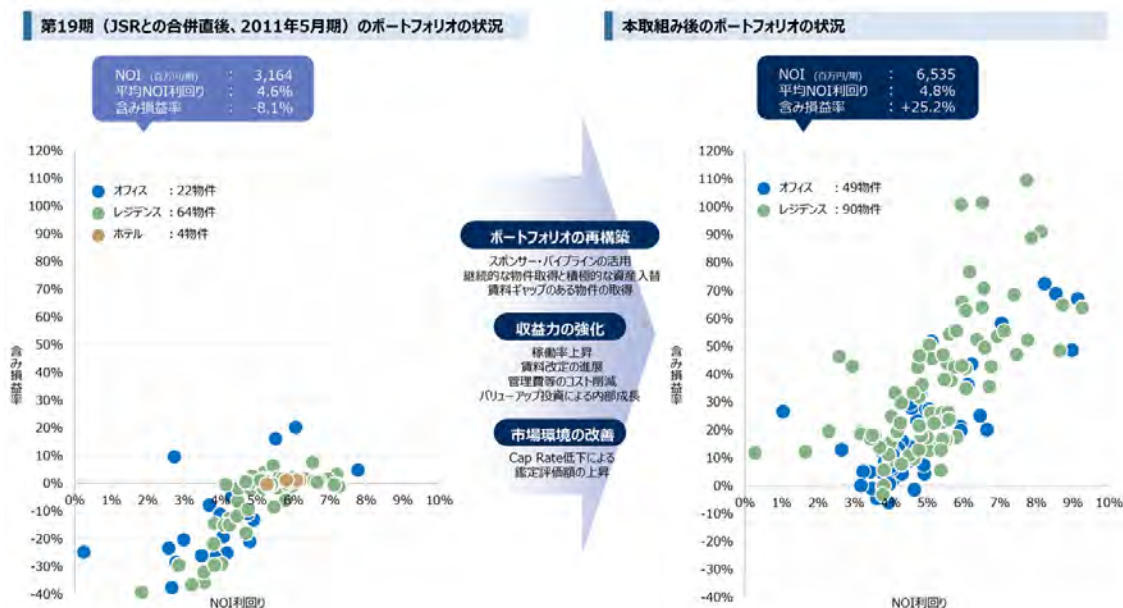 第19期(JSRとの合併直後、2011年5月期)のポートフォリオの状況
NOI (百万円/期) : 3,164
平均NOI利回り : 4.6%
含み損益率 : -8.1%
120%
110%
100%
90%
80%
70%
60%
50%
40%
30%
20%
10%
0%
-10%
-20%
-30%
-40%
含み損益率
オフィス : 22物件
レジデンス : 64物件
ホテル : 4物件
0% 1% 2% 3% 4% 5% 6% 7% 8% 9% 10%
NOI利回り
ポートフォリオの再構築
スポンサー・パイプラインの活用
継続的な物件取得と積極的な資産入替
賃料ギャップのある物件の取得
収益力の強化
稼働率上昇
賃料改定の進展
管理費等のコスト削減
バリューアップ投資による内部成長
市場環境の改善
Cap Rate低下による
鑑定評価額の上昇
本取組み後のポートフォリオの状況
NOI (百万円/期) : 6,535
平均NOI利回り : 4.8%
含み損益率 : +25.2%
120%
110%
100%
90%
80%
70%
60%
50%
40%
30%
20%
10%
0%
-10%
-20%
-30%
-40%
含み損益率
オフィス : 49物件
レジデンス : 90物件
0% 1% 2% 3% 4% 5% 6% 7% 8% 9% 10%
NOI利回り